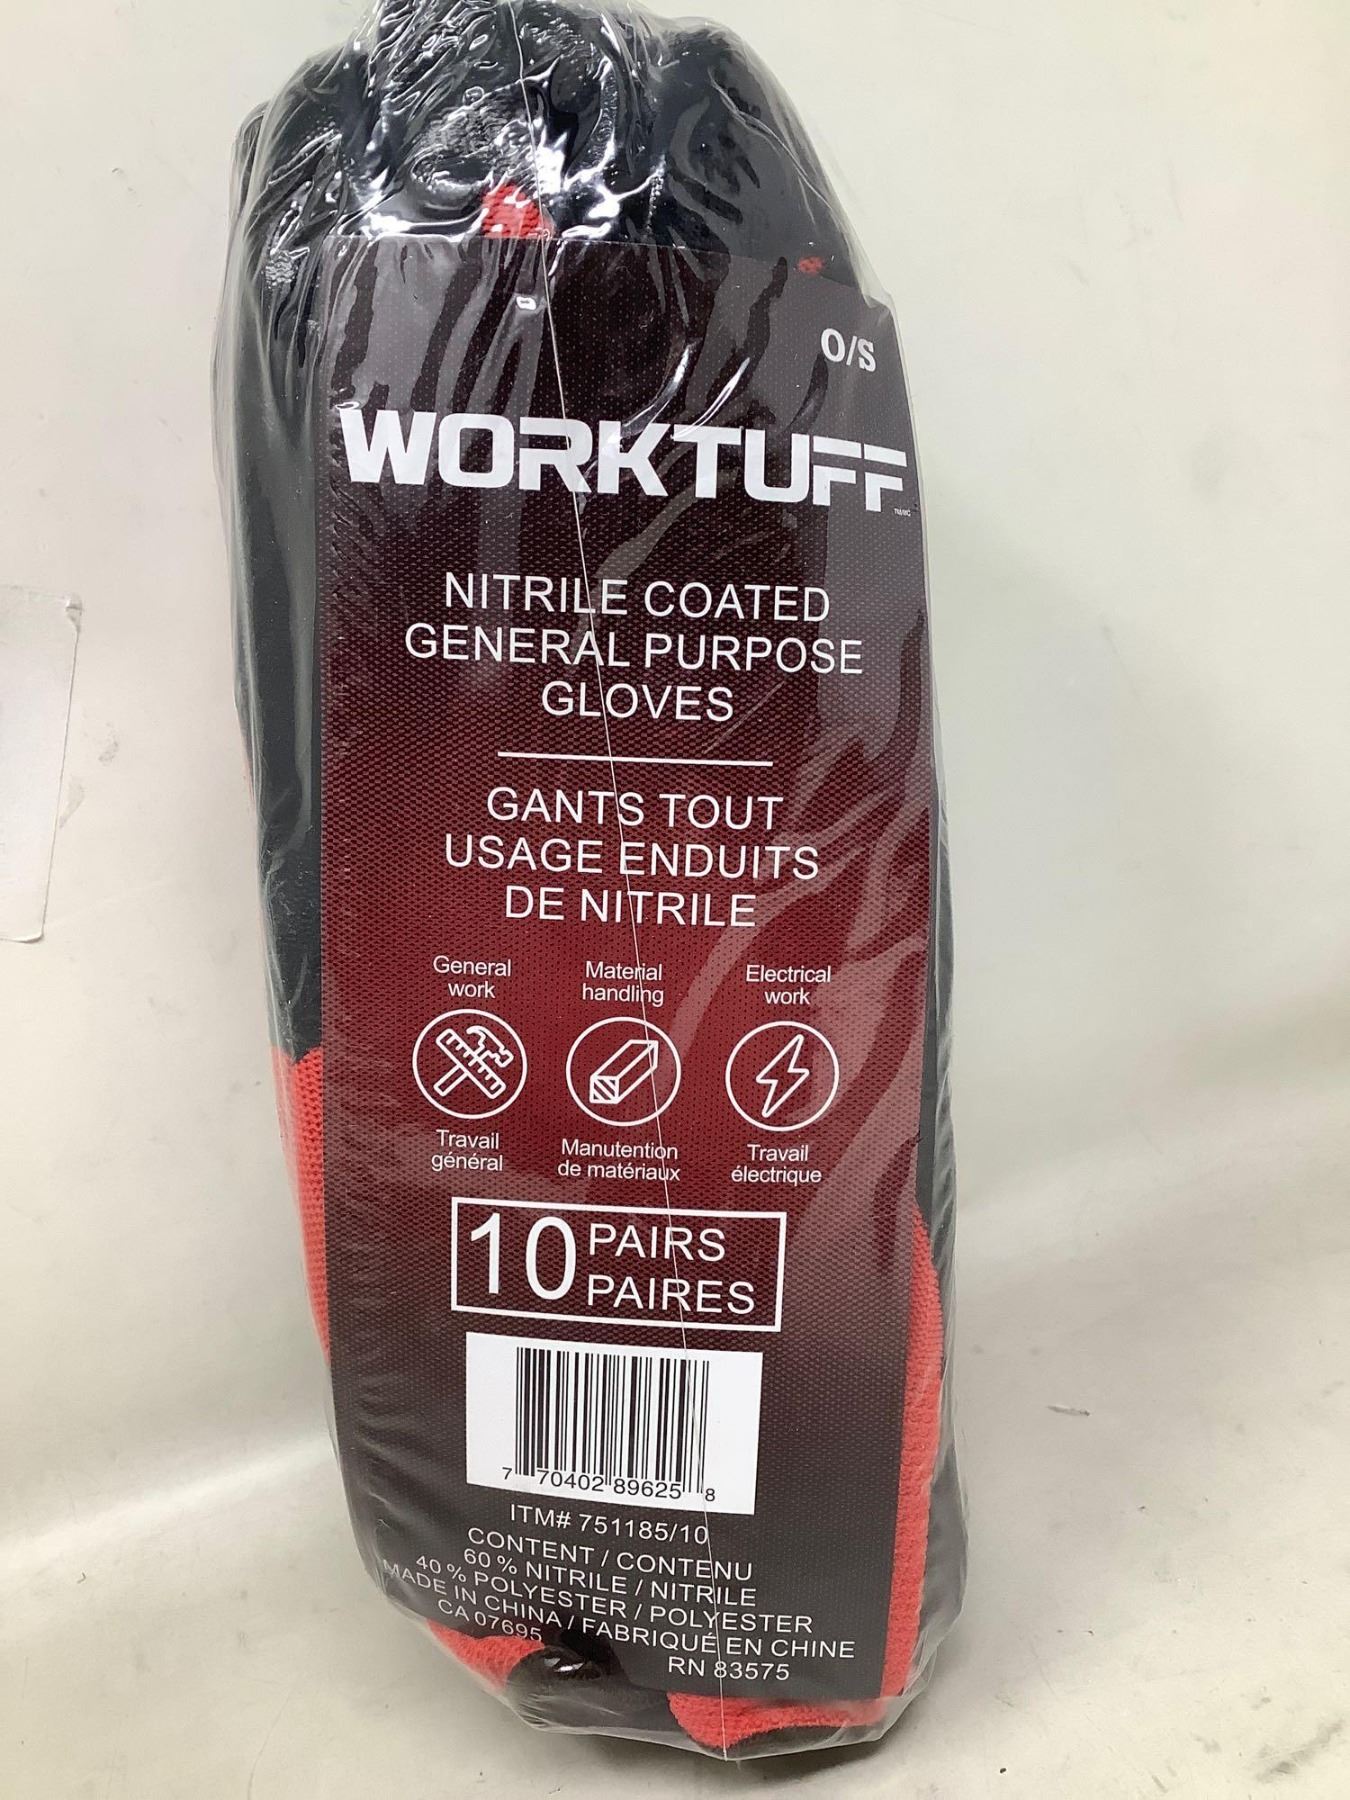 O/S
WORKTUFF
TM/MC
NITRILE COATED
GENERAL PURPOSE
GLOVES
GANTS TOUT
USAGE ENDUITS
DE NITRILE
General
work
Material
handling
Electrical
work
Travail
général
Manutention
de matériaux
Travail
électrique
10 PAIRS
PAIRES
7 70402 89625 8
ITM# 751185/10
CONTENT / CONTENU
60 % NITRILE / NITRILE
40 % POLYESTER / POLYESTER
MADE IN CHINA / FABRIQUÉ EN CHINE
CA 07695
RN 83575